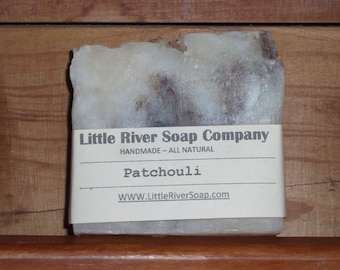 Little River Soap Company
HANDMADE – ALL NATURAL
Patchouli
WWW.LittleRiverSoap.com